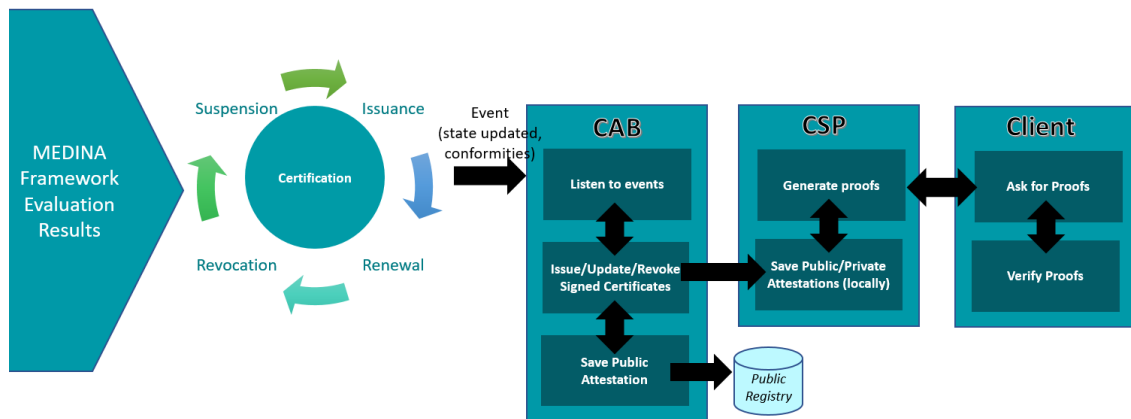 MEDINA
Framework
Evaluation
Results
Suspension
Issuance
Certification
Revocation
Renewal
Event
(state updated,
conformities)
CAB
Listen to events
Issue/Update/Revoke
Signed Certificates
Save Public
Attestation
CSP
Generate proofs
Save Public/Private
Attestations (locally)
Public
Registry
Client
Ask for Proofs
Verify Proofs